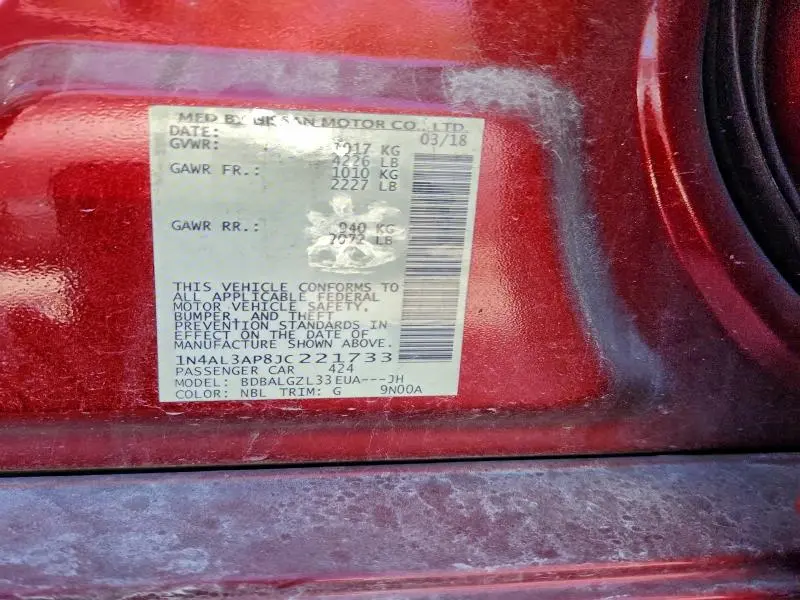 MFD BY NISSAN MOTOR CO., LTD.
DATE: 03/18
GVWR: 1917 KG
4226 LB
GAWR FR.: 1010 KG
2227 LB
GAWR RR.: 940 KG
2072 LB
THIS VEHICLE CONFORMS TO
ALL APPLICABLE FEDERAL
MOTOR VEHICLE SAFETY,
BUMPER, AND THEFT
PREVENTION STANDARDS IN
EFFECT ON THE DATE OF
MANUFACTURE SHOWN ABOVE.
1N4AL3AP8JC221733
PASSENGER CAR 424
MODEL: BDBALGZL33EUA---JH
COLOR: NBL TRIM: G 9N00A